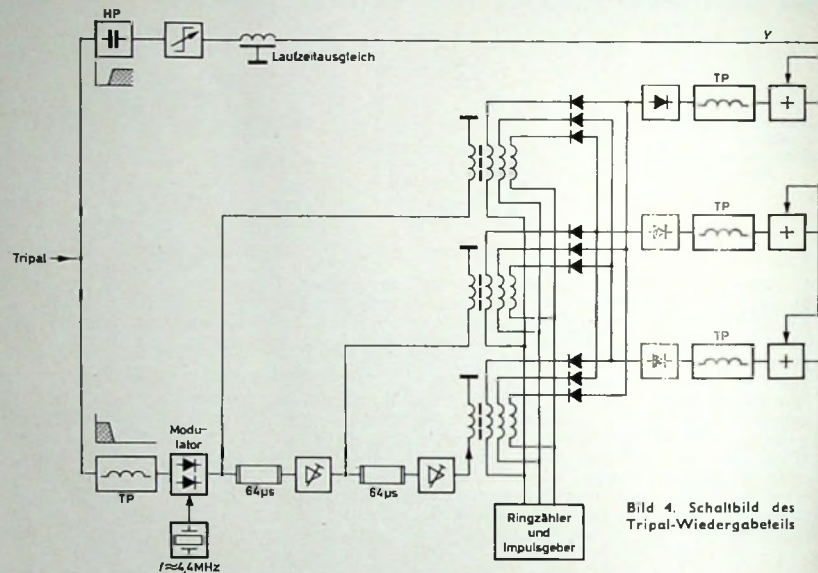 HP
Laufzeitausgleich
Y
TP
Tripal
TP
TP
TP
Modu-
lator
64µs
64µs
f≈4,4MHz
Ringzähler
und
Impulsgeber
Bild 4. Schaltbild des
Tripal-Wiedergabeteils